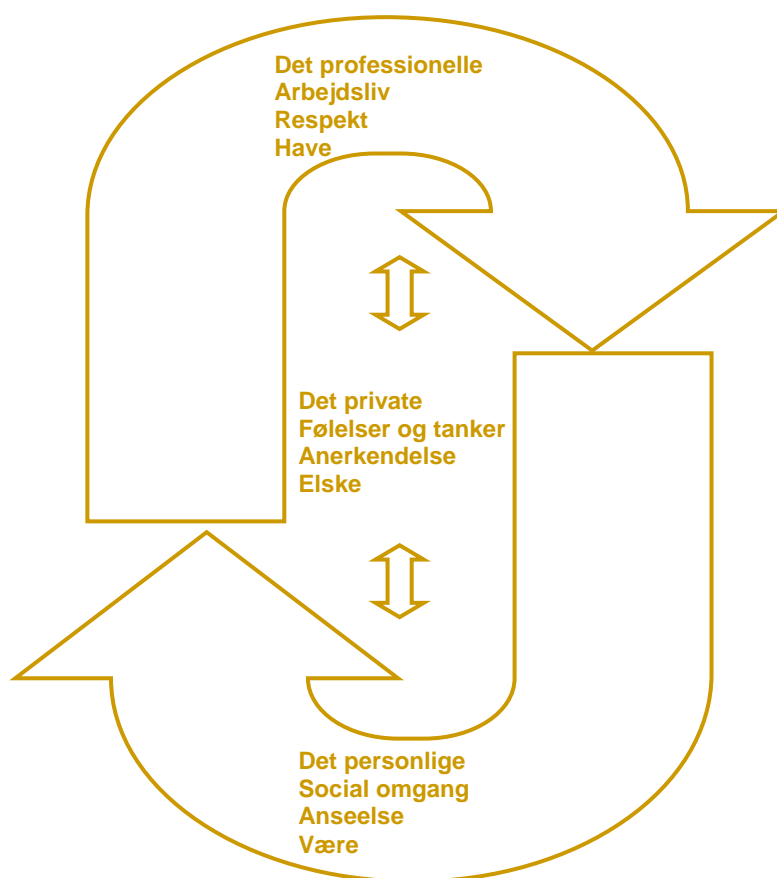 Det professionelle
Arbejdsliv
Respekt
Have
Det private
Følelser og tanker
Anerkendelse
Elske
Det personlige
Social omgang
Anseelse
Være